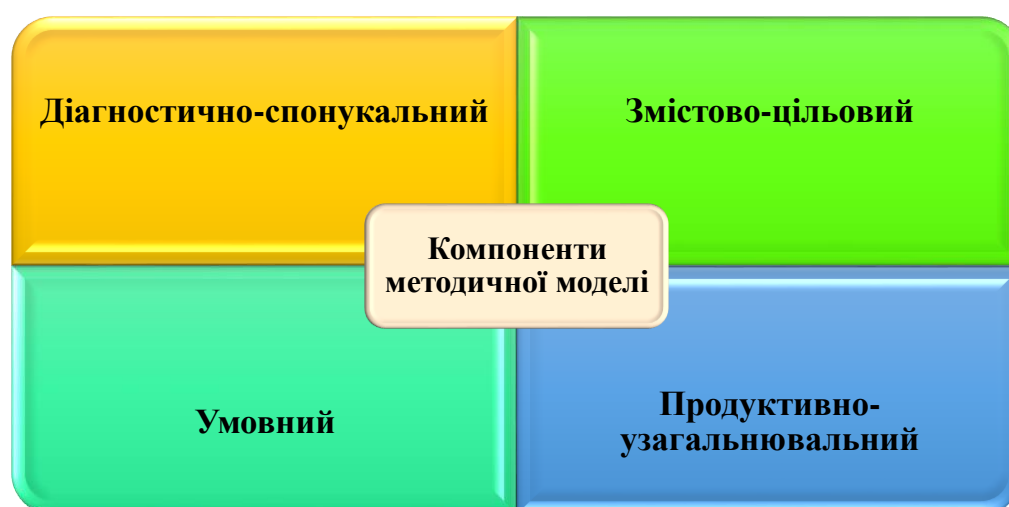 Діагностично-спонукальний
Змістово-цільовий
Компоненти
методичної моделі
Умовний
Продуктивно-
узагальнювальний